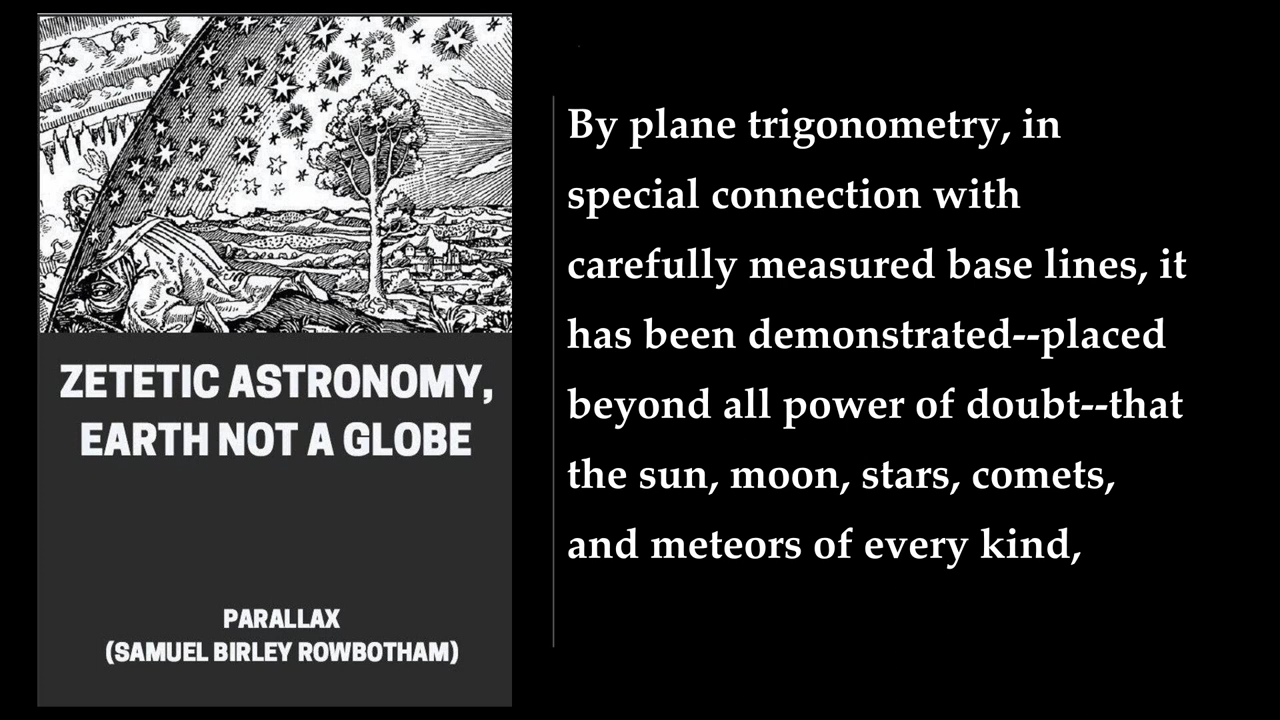 ZETETIC ASTRONOMY,
EARTH NOT A GLOBE
PARALLAX
(SAMUEL BIRLEY ROWBOTHAM)
By plane trigonometry, in
special connection with
carefully measured base lines, it
has been demonstrated--placed
beyond all power of doubt--that
the sun, moon, stars, comets,
and meteors of every kind,